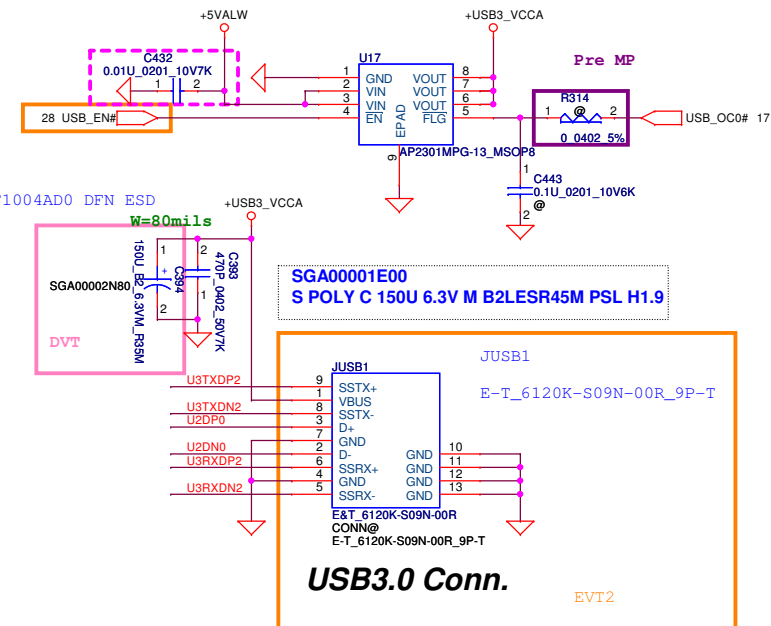 +5VALW
+USB3_VCCA
C432
0.01U_0201_10V7K
1 2
U17
Pre MP
1 GND VOUT 8
2 VIN VOUT 7
3 VIN VOUT 6
4 EN FLG 5
EPAD
9
AP2301MPG-13_MSOP8
28 USB_EN#
R314
@
1 2
0_0402_5%
USB_OC0# 17
1
C443
0.1U_0201_10V6K
@
2
1004AD0 DFN ESD
+USB3_VCCA
W=80mils
SGA00002N80
1
+
2
C394
150U_B2_6.3VM_R35M
2
1
C393
470P_0402_50V7K
DVT
SGA00001E00
S POLY C 150U 6.3V M B2LESR45M PSL H1.9
JUSB1
JUSB1
E-T_6120K-S09N-00R_9P-T
U3TXDP2 9 SSTX+
1 VBUS
U3TXDN2 8 SSTX-
U2DP0 3 D+
7 GND
U2DN0 2 D- GND 10
U3RXDP2 6 SSRX+ GND 11
4 GND GND 12
U3RXDN2 5 SSRX- GND 13
E&T_6120K-S09N-00R
CONN@
E-T_6120K-S09N-00R_9P-T
USB3.0 Conn.
EVT2